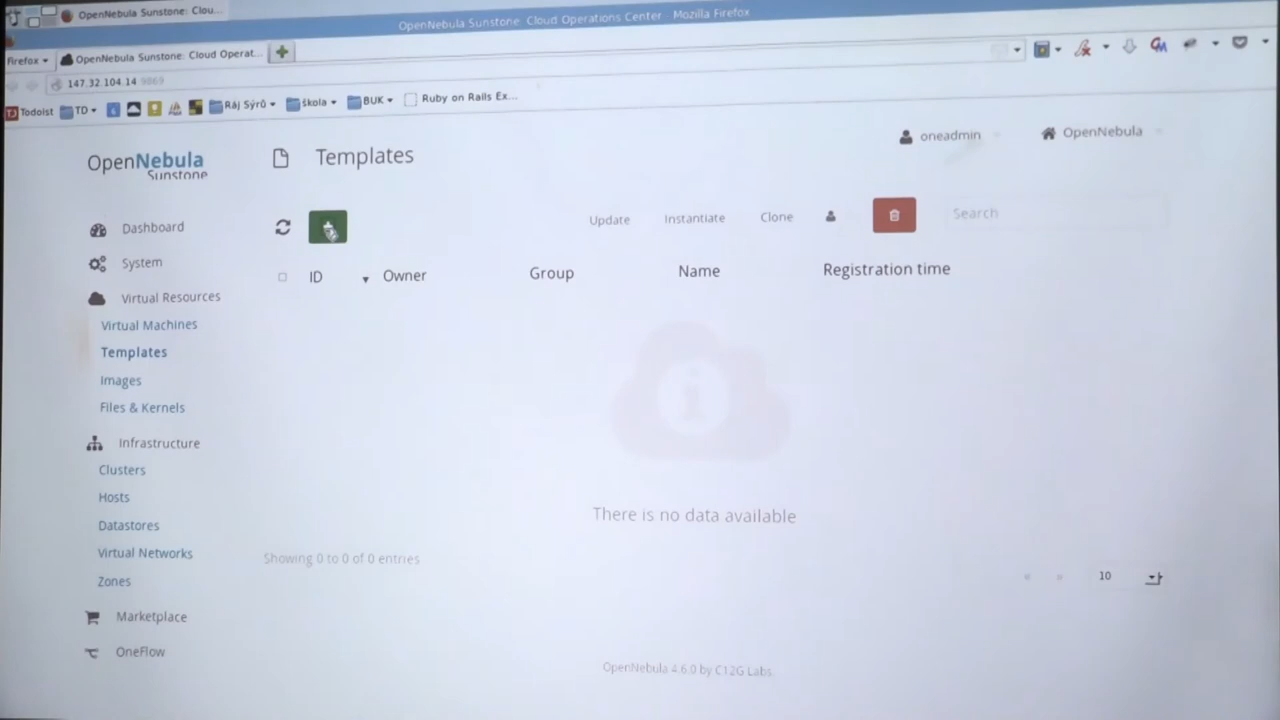 OpenNebula Sunstone: Clou...
OpenNebula Sunstone: Cloud Operations Center - Mozilla Firefox
Firefox
OpenNebula Sunstone: Cloud Operat...
147.32.104.14:9869
Todoist
TD
Ráj Sýrů
škola
BUK
Ruby on Rails Ex...
OpenNebula
Sunstone
Templates
oneadmin
OpenNebula
Update
Instantiate
Clone
Search
ID
Owner
Group
Name
Registration time
Dashboard
System
Virtual Resources
Virtual Machines
Templates
Images
Files & Kernels
Infrastructure
Clusters
Hosts
Datastores
Virtual Networks
Zones
Marketplace
OneFlow
There is no data available
Showing 0 to 0 of 0 entries
10
OpenNebula 4.6.0 by C12G Labs.